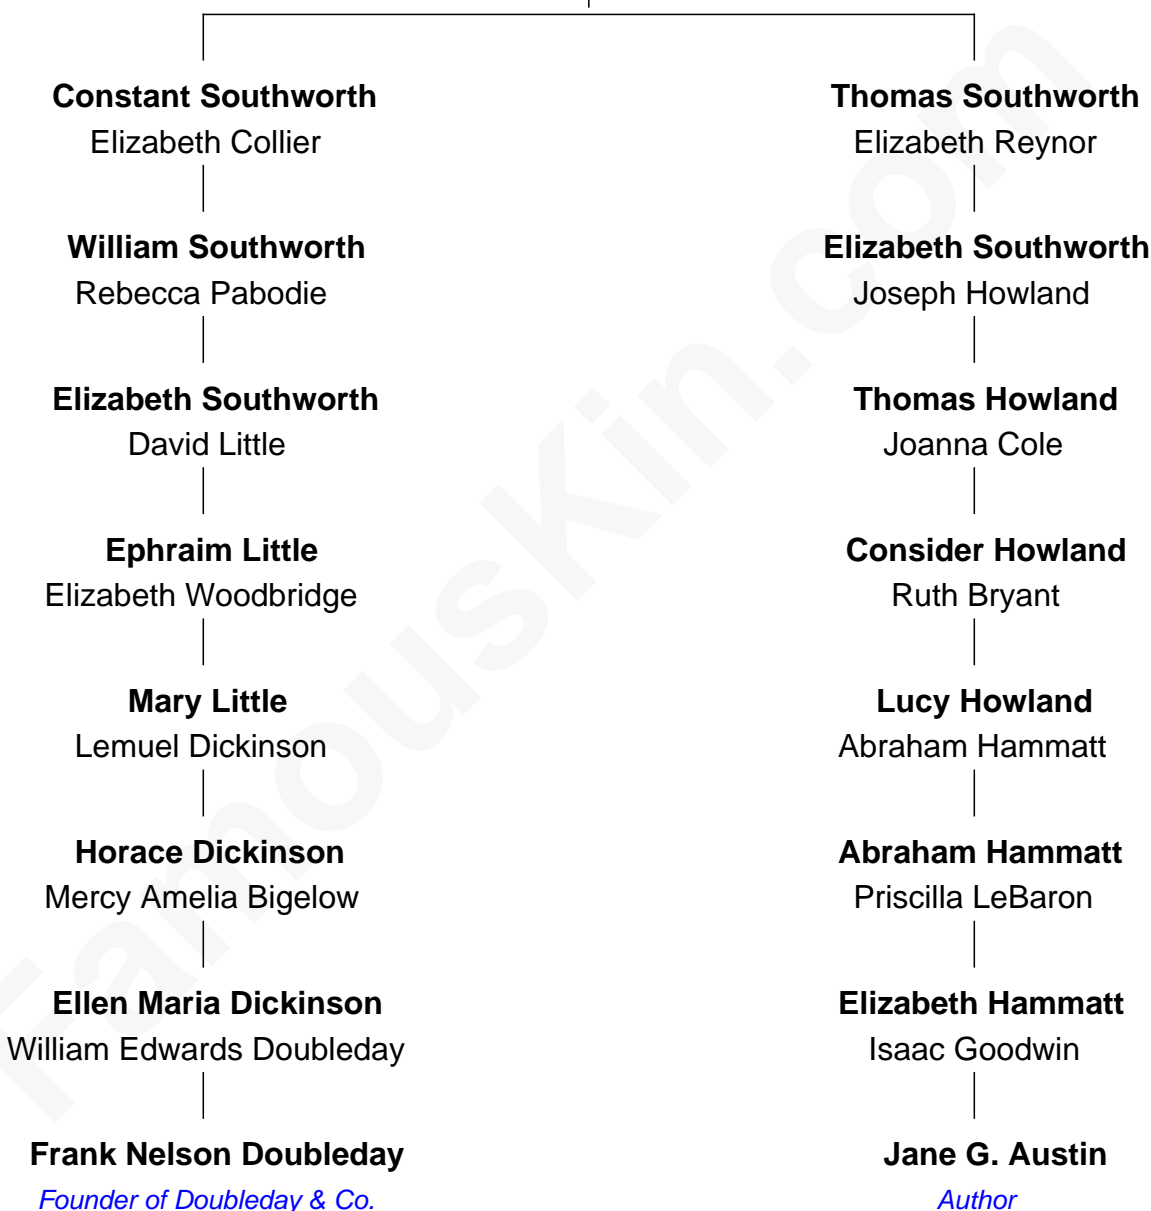 Constant Southworth
Elizabeth Collier
William Southworth
Rebecca Pabodie
Elizabeth Southworth
David Little
Ephraim Little
Elizabeth Woodbridge
Mary Little
Lemuel Dickinson
Horace Dickinson
Mercy Amelia Bigelow
Ellen Maria Dickinson
William Edwards Doubleday
Frank Nelson Doubleday
Founder of Doubleday & Co.
Thomas Southworth
Elizabeth Reynor
Elizabeth Southworth
Joseph Howland
Thomas Howland
Joanna Cole
Consider Howland
Ruth Bryant
Lucy Howland
Abraham Hammatt
Abraham Hammatt
Priscilla LeBaron
Elizabeth Hammatt
Isaac Goodwin
Jane G. Austin
Author
FamousKin.com